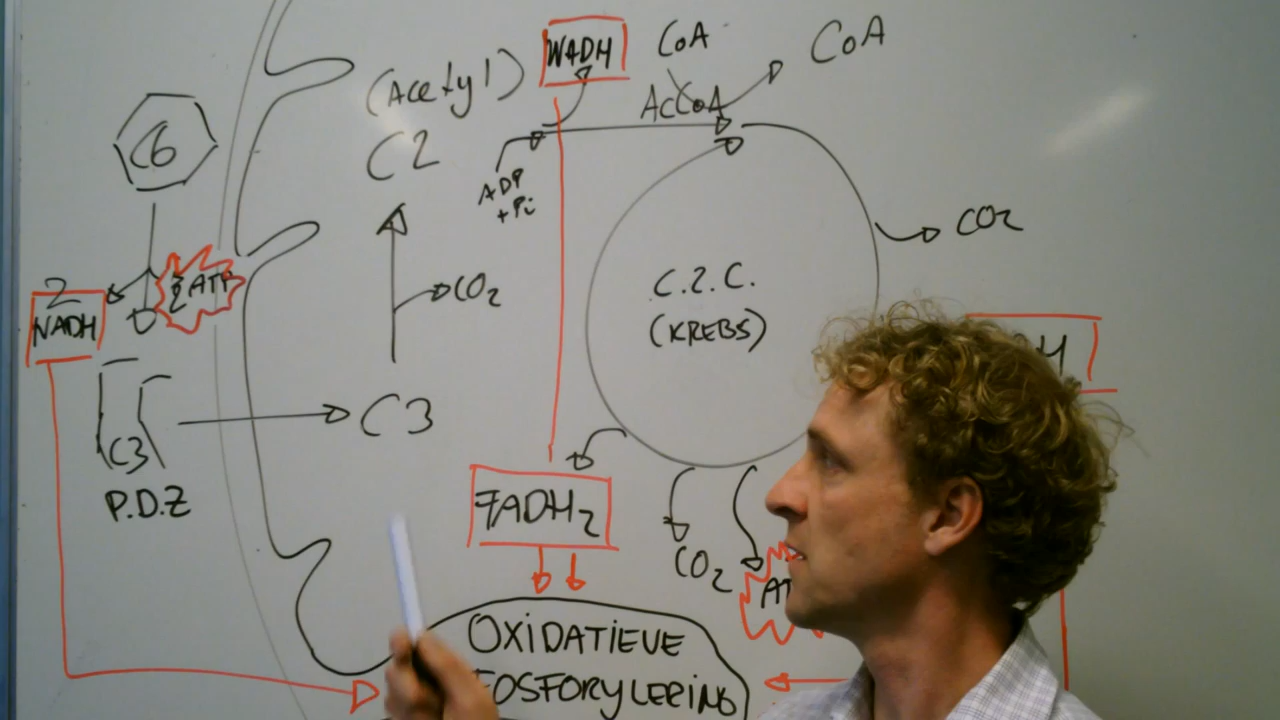 C6
2
NADH
2 ATP
C3
P.D.Z
(Acetyl)
C2
CO2
C3
NADH
ADP
+Pi
CoA
AcCoA
CoA
CO2
C.Z.C.
(KREBS)
FADH2
CO2
OXIDATIEVE
FOSFORYLERING